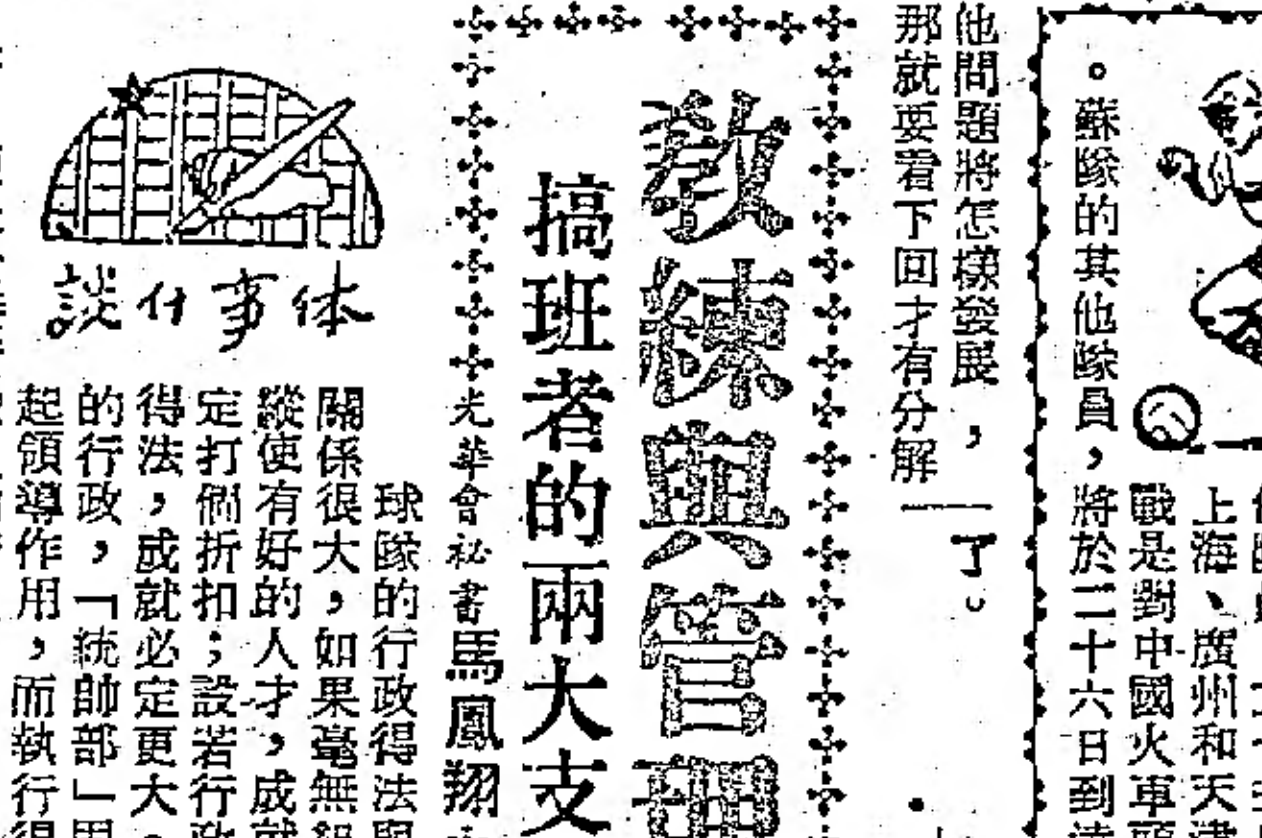 。蘇隊的其他隊員，將於二十六日到達
上海、廣州和天津
戰是對中國火車頭
他問題將怎樣發展，
那就要看下回才有分解
——了。
教練與管理
搞班者的兩大支
光華會祕書馬鳳翔
談什事体
球隊的行政得法與
關係很大，如果毫無組
縱使有好的人才，成就
定打個折扣；設若行政
得法，成就必定更大。
的行政，「統帥部」
起領導作用，而執行得